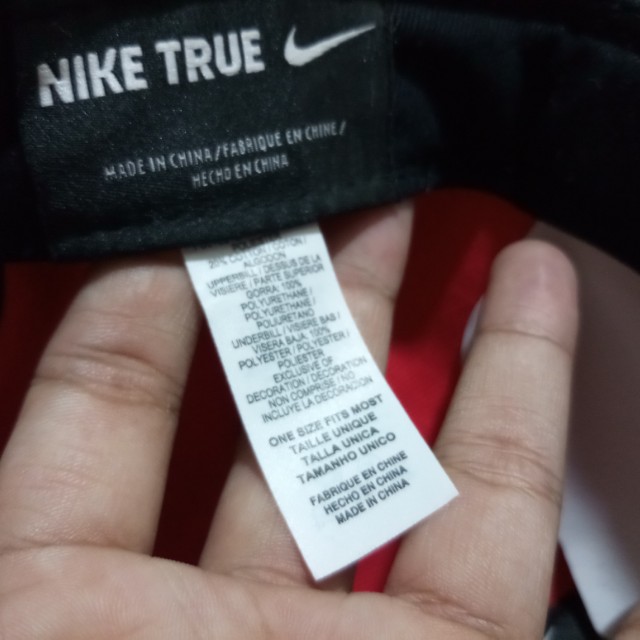 NIKE TRUE
MADE IN CHINA/FABRIQUE EN CHINE/
HECHO EN CHINA
20% COTTON/COTON/
ALGODON
UPPERBILL/DESSUS DE LA
VISIERE/PARTE SUPERIOR
GORRA: 100%
POLYURETHANE/
POLYURETHANE/
POLIURETANO
UNDERBILL/VISIERE BAS/
VISERA BAJA: 100%
POLYESTER/POLYESTER/
POLIESTER
EXCLUSIVE OF
DECORATION/DECORATION
NON COMPRISE/NO
INCLUYE LA DECORACION
ONE SIZE FITS MOST
TAILLE UNIQUE
TALLA UNICA
TAMANHO UNICO
FABRIQUE EN CHINE
HECHO EN CHINA
MADE IN CHINA